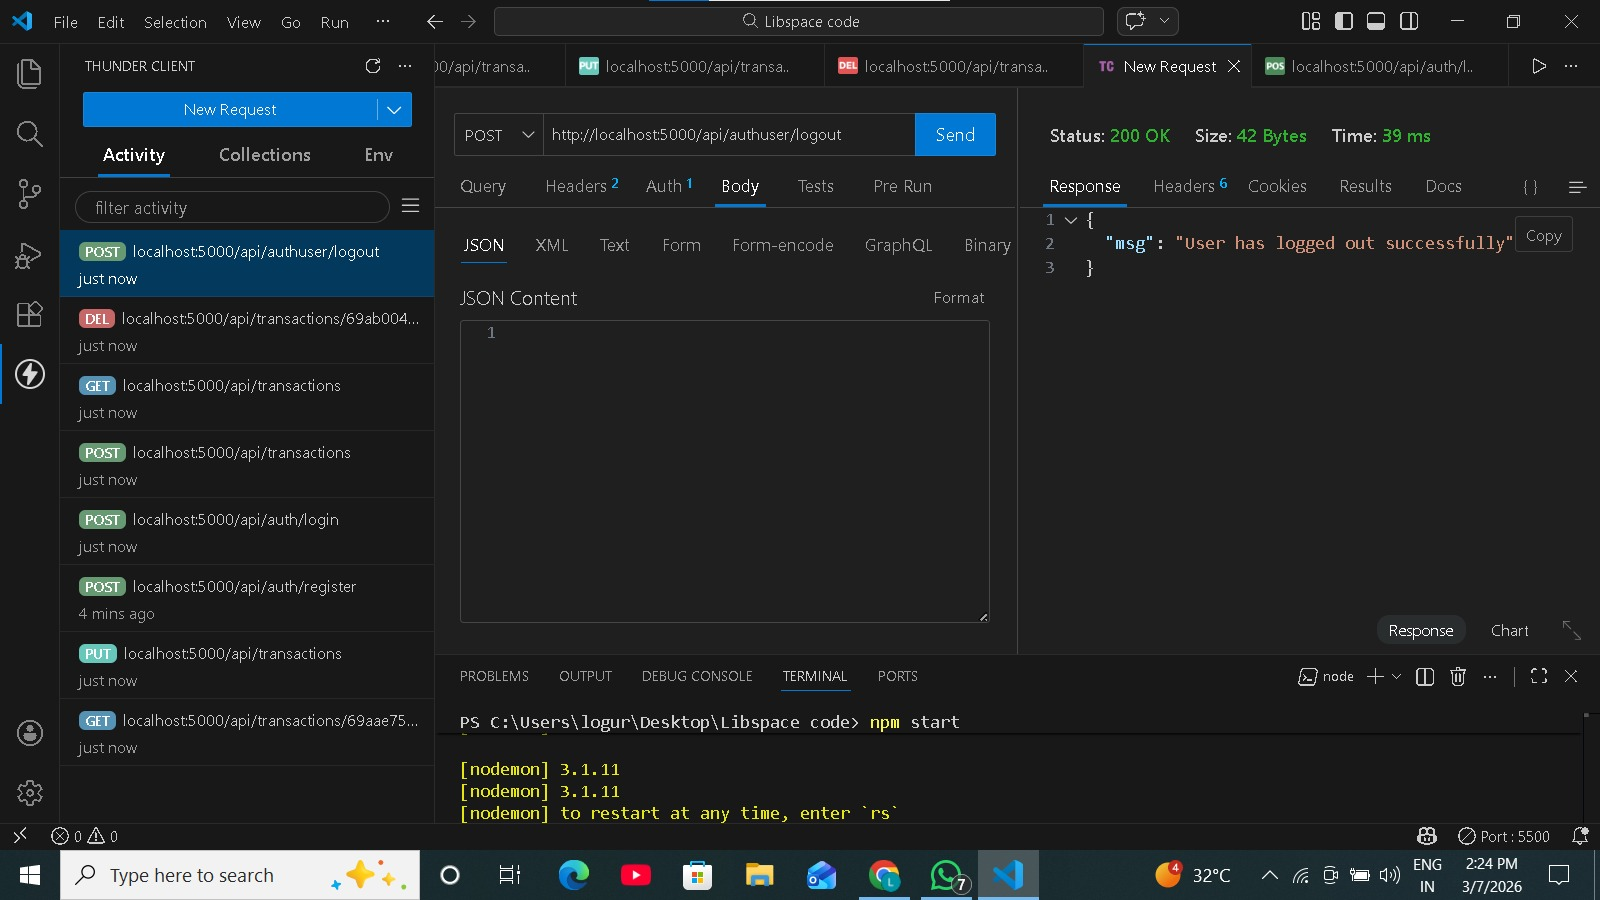 File Edit Selection View Go Run ··· Libspace code
THUNDER CLIENT
New Request
Activity Collections Env
filter activity
POST localhost:5000/api/authuser/logout
just now
DEL localhost:5000/api/transactions/69ab004...
just now
GET localhost:5000/api/transactions
just now
POST localhost:5000/api/transactions
just now
POST localhost:5000/api/auth/login
just now
POST localhost:5000/api/auth/register
4 mins ago
PUT localhost:5000/api/transactions
just now
GET localhost:5000/api/transactions/69aae75...
just now
00/api/transa.. PUT localhost:5000/api/transa.. DEL localhost:5000/api/transa.. TC New Request POS localhost:5000/api/auth/l..
POST http://localhost:5000/api/authuser/logout Send
Query Headers 2 Auth 1 Body Tests Pre Run
JSON XML Text Form Form-encode GraphQL Binary
JSON Content Format
1
Status: 200 OK Size: 42 Bytes Time: 39 ms
Response Headers 6 Cookies Results Docs { }
1 {
2 "msg": "User has logged out successfully"
3 }
Copy
Response Chart
PROBLEMS OUTPUT DEBUG CONSOLE TERMINAL PORTS node
PS C:\Users\logur\Desktop\Libspace code> npm start
[nodemon] 3.1.11
[nodemon] 3.1.11
[nodemon] to restart at any time, enter `rs`
0 0 Port : 5500
Type here to search 7 4 32°C ENG IN 2:24 PM 3/7/2026